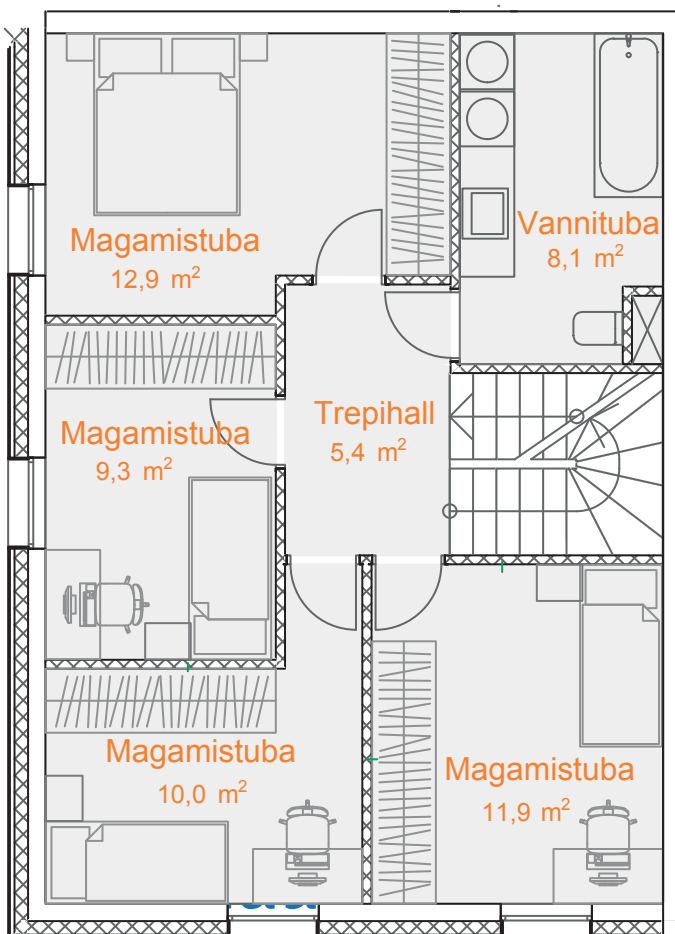 Magamistuba
12,9 m²
Vannituba
8,1 m²
Magamistuba
9,3 m²
Trepihall
5,4 m²
Magamistuba
10,0 m²
Magamistuba
11,9 m²